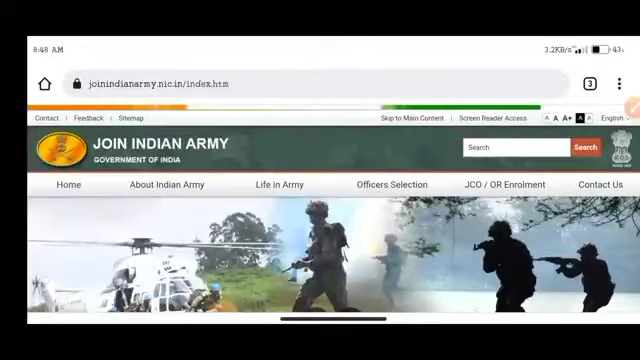 8:48 AM
3.2KB/s
43
joinindianarmy.nic.in/index.htm
3
Contact
Feedback
Sitemap
Skip to Main Content
Screen Reader Access
A A A+ A A
English
JOIN INDIAN ARMY
GOVERNMENT OF INDIA
Search
Search
Home
About Indian Army
Life in Army
Officers Selection
JCO / OR Enrolment
Contact Us